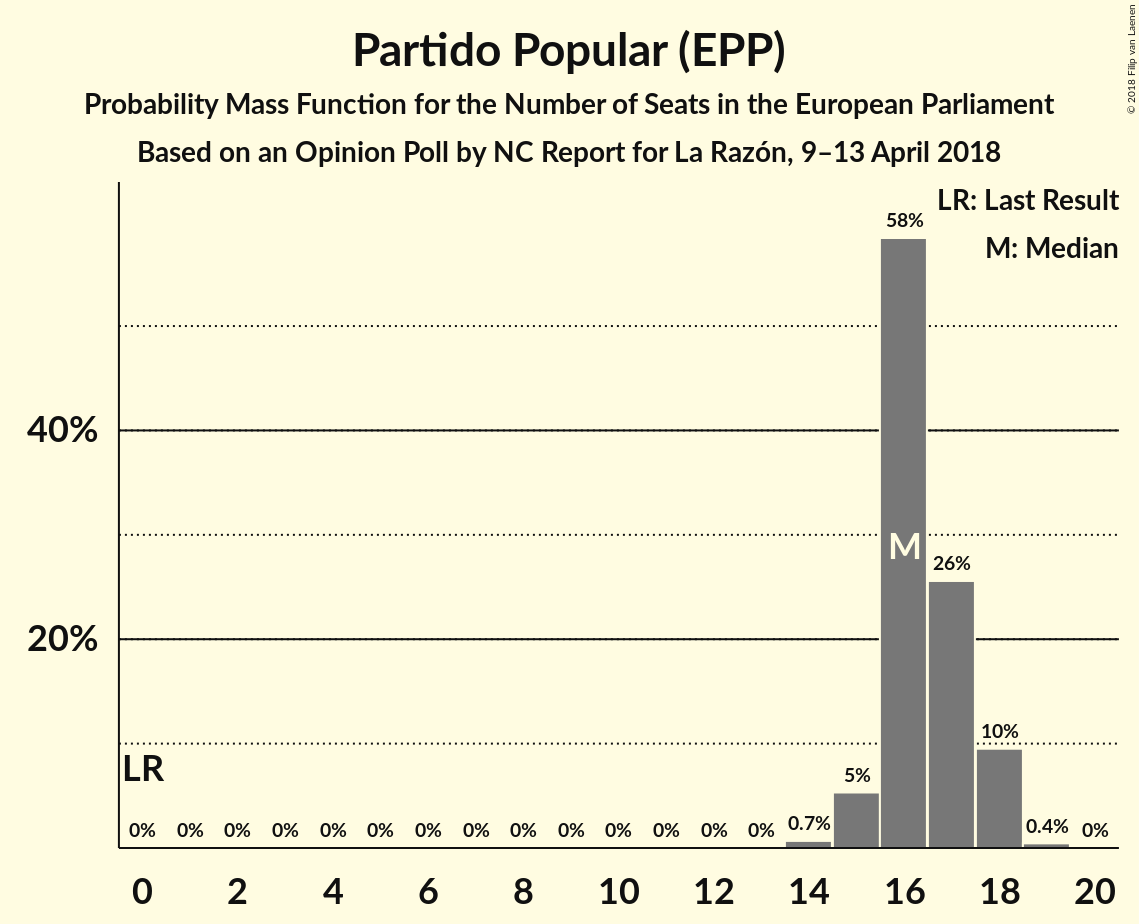 Partido Popular (EPP)
Probability Mass Function for the Number of Seats in the European Parliament
Based on an Opinion Poll by NC Report for La Razón, 9–13 April 2018
© 2018 Filip van Laenen
LR: Last Result
M: Median
58%
40%
M
26%
20%
LR
10%
5%
0% 0% 0% 0% 0% 0% 0% 0% 0% 0% 0% 0% 0% 0% 0.7% 0.4% 0%
0 2 4 6 8 10 12 14 16 18 20